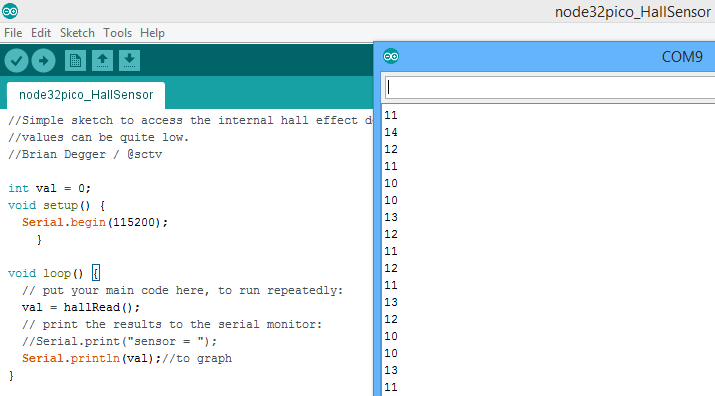 node32pico_HallSensor
File Edit Sketch Tools Help
node32pico_HallSensor
//Simple sketch to access the internal hall effect
//values can be quite low.
//Brian Degger / @sctv
int val = 0;
void setup() {
Serial.begin(115200);
}
void loop() {
// put your main code here, to run repeatedly:
val = hallRead();
// print the results to the serial monitor:
//Serial.print("sensor = ");
Serial.println(val);//to graph
}
COM9
11
14
12
11
10
10
13
12
11
12
11
13
12
10
10
13
11